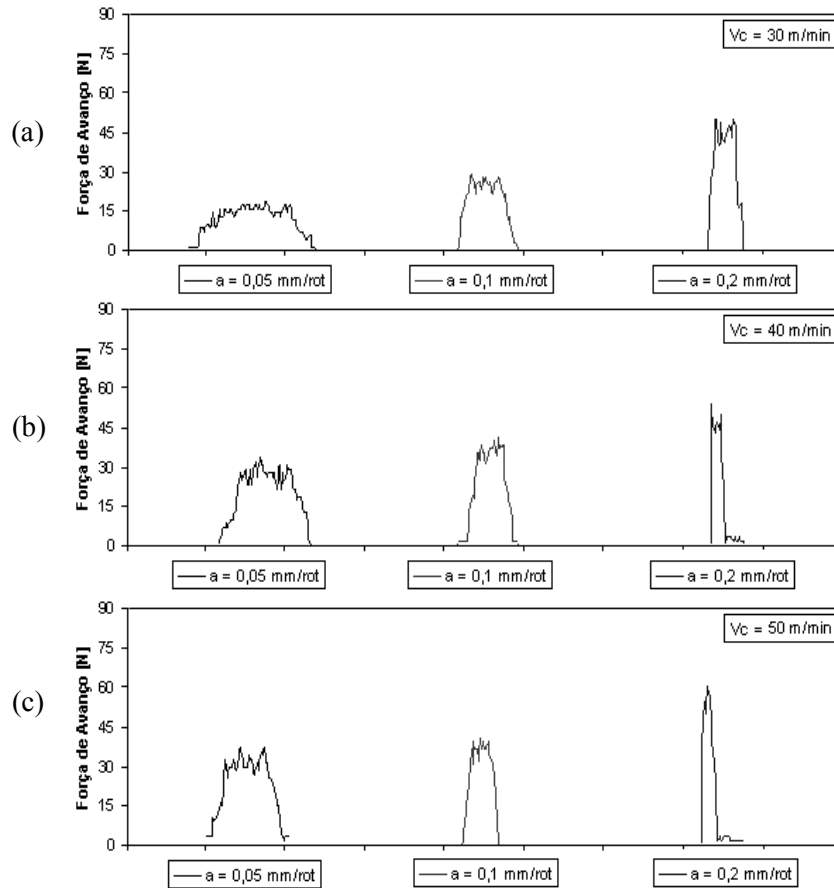 (a)
Força de Avanço [N]
90
75
60
45
30
15
0
Vc = 30 m/min
a = 0,05 mm/rot
a = 0,1 mm/rot
a = 0,2 mm/rot
(b)
Força de Avanço [N]
90
75
60
45
30
15
0
Vc = 40 m/min
a = 0,05 mm/rot
a = 0,1 mm/rot
a = 0,2 mm/rot
(c)
Força de Avanço [N]
90
75
60
45
30
15
0
Vc = 50 m/min
a = 0,05 mm/rot
a = 0,1 mm/rot
a = 0,2 mm/rot